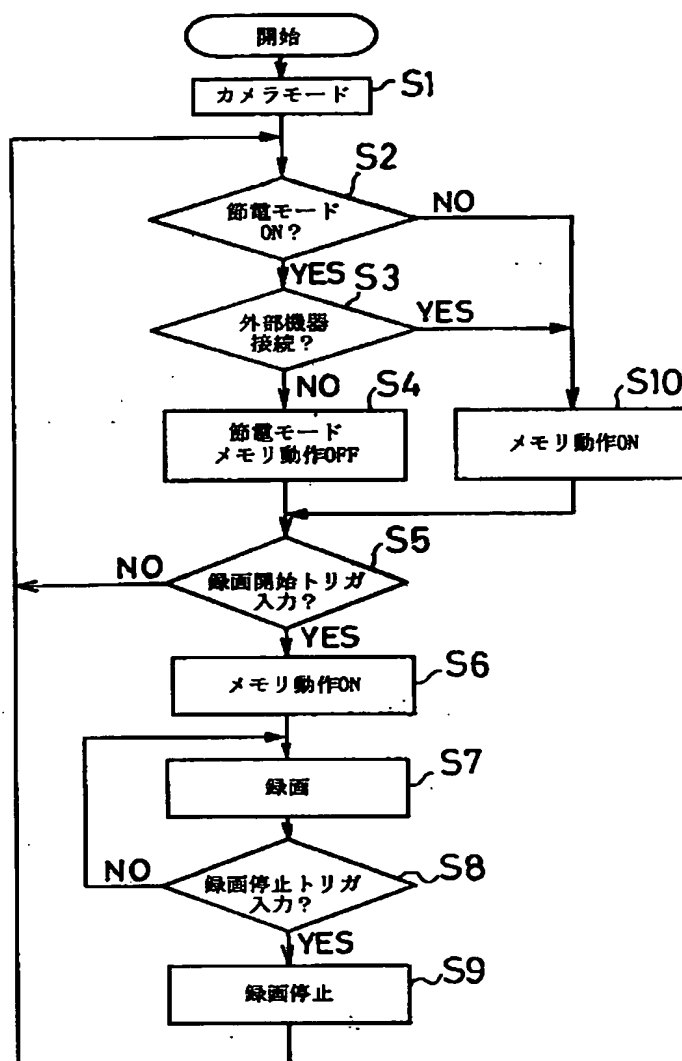 開始
カメラモード
S1
S2
節電モード
ON?
NO
YES
S3
外部機器
接続?
YES
NO
S4
節電モード
メモリ動作OFF
S10
メモリ動作ON
S5
NO
録画開始トリガ
入力?
YES
メモリ動作ON
S6
録画
S7
NO
録画停止トリガ
入力?
S8
YES
録画停止
S9